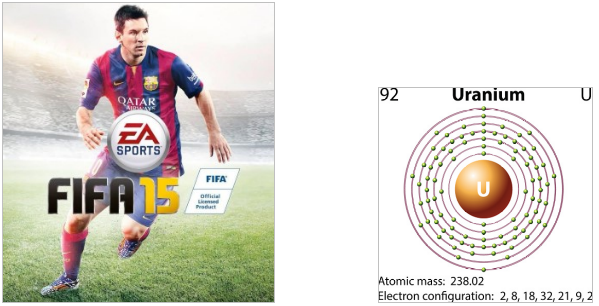 QATAR
AIRWAYS
EA
SPORTS
FIFA 15
FIFA
Official
Licensed
Product
92 Uranium U
U
Atomic mass: 238.02
Electron configuration: 2, 8, 18, 32, 21, 9, 2